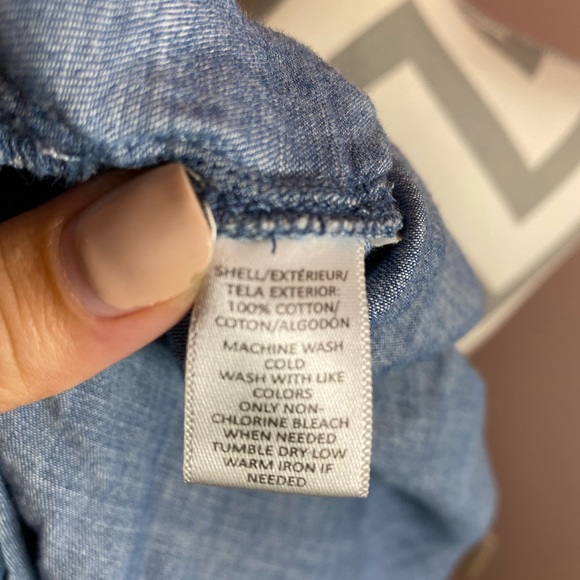 SHELL/EXTÉRIEUR/
TELA EXTERIOR:
100% COTTON/
COTON/ALGODÓN
MACHINE WASH
COLD
WASH WITH LIKE
COLORS
ONLY NON-
CHLORINE BLEACH
WHEN NEEDED
TUMBLE DRY LOW
WARM IRON IF
NEEDED